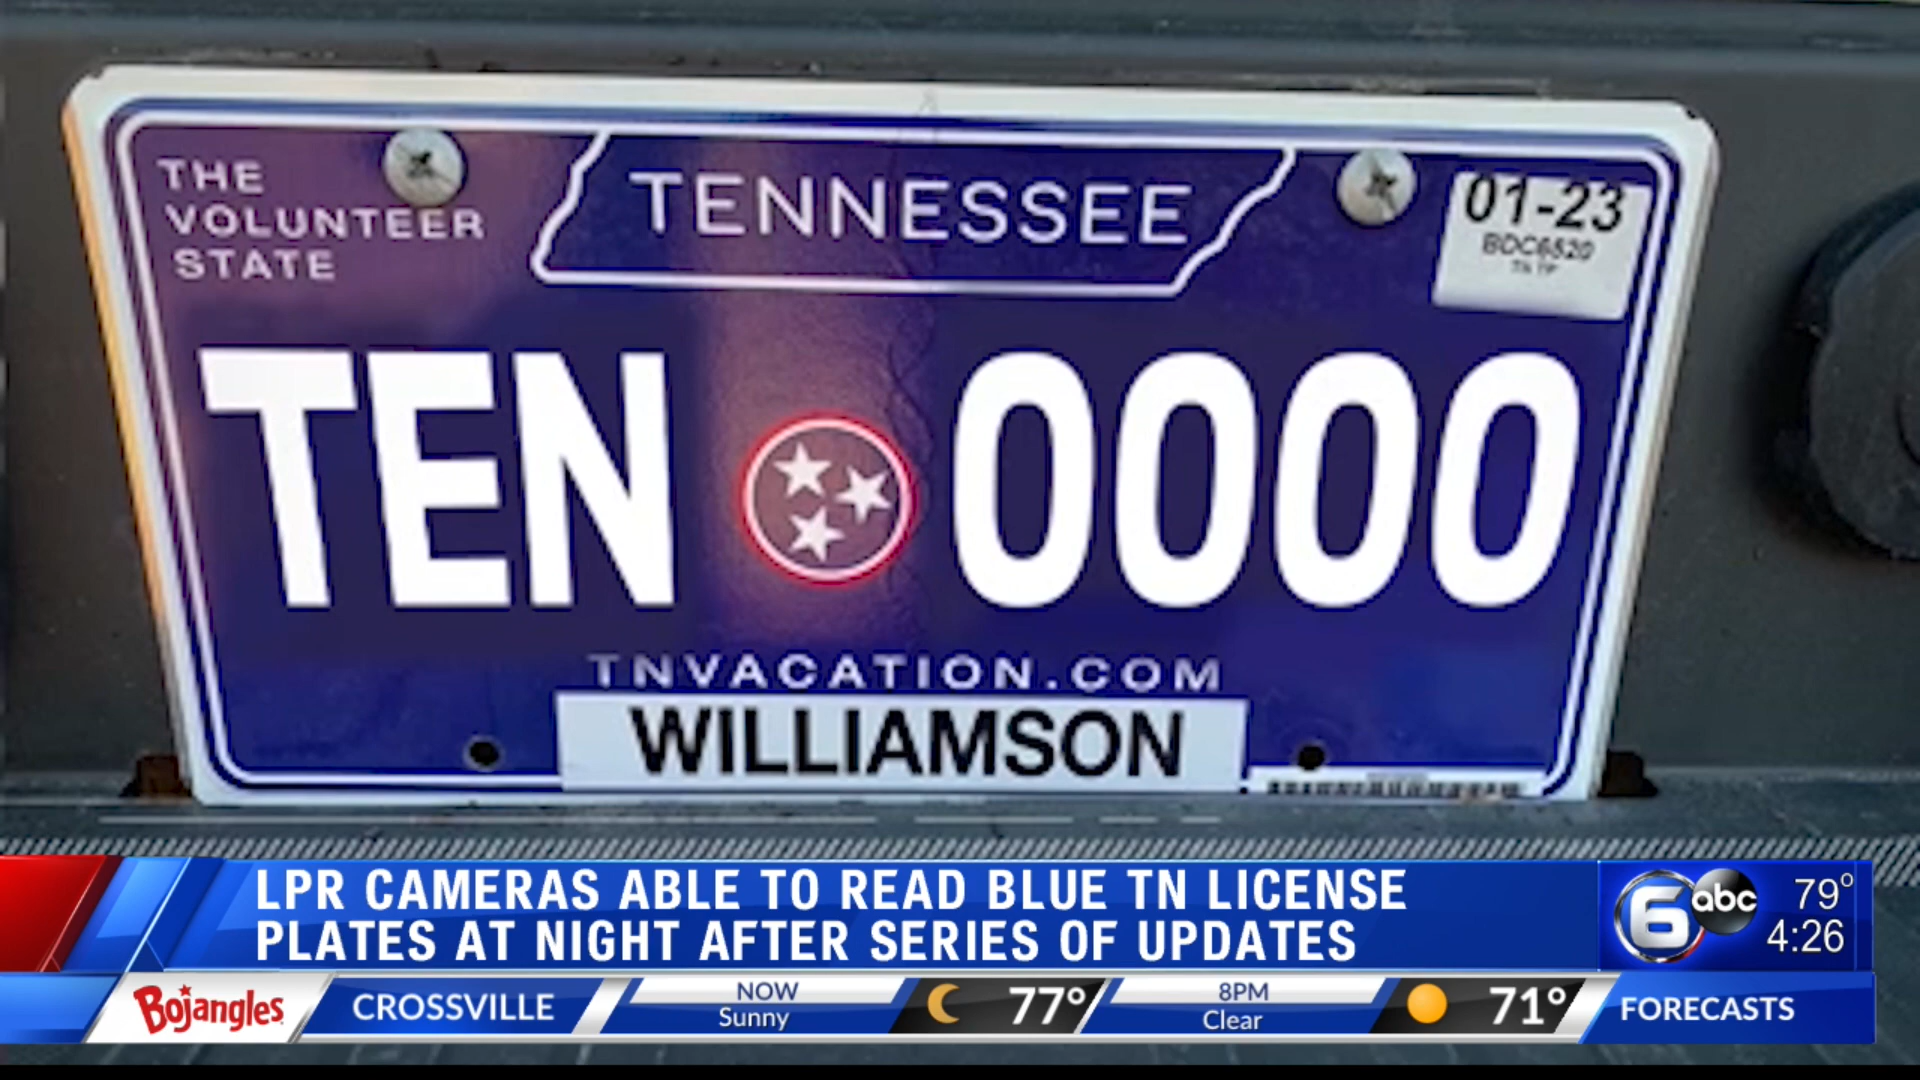 THE
VOLUNTEER
STATE
TENNESSEE
01-23
BDC6520
TEN 0000
TNVACATION.COM
WILLIAMSON
LPR CAMERAS ABLE TO READ BLUE TN LICENSE
PLATES AT NIGHT AFTER SERIES OF UPDATES
6 abc
79°
4:26
Bojangles
CROSSVILLE
NOW
Sunny
77°
8PM
Clear
71°
FORECASTS